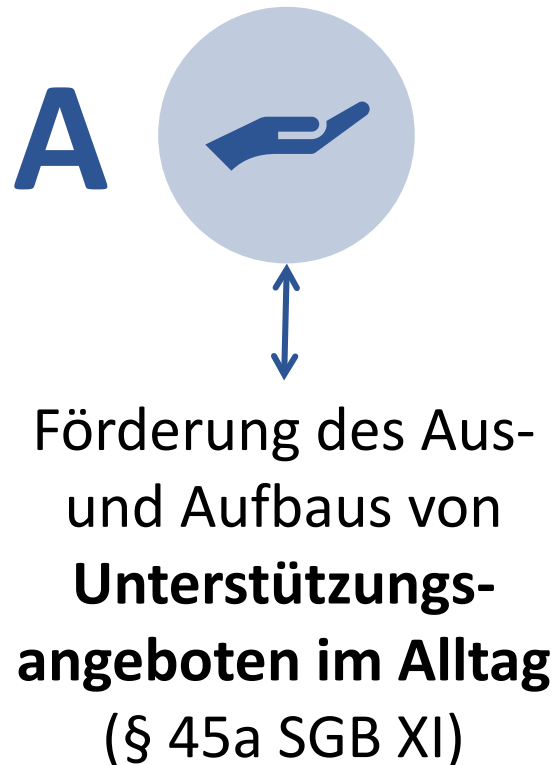 A
Förderung des Aus-
und Aufbaus von
Unterstützungs-
angeboten im Alltag
(§ 45a SGB XI)